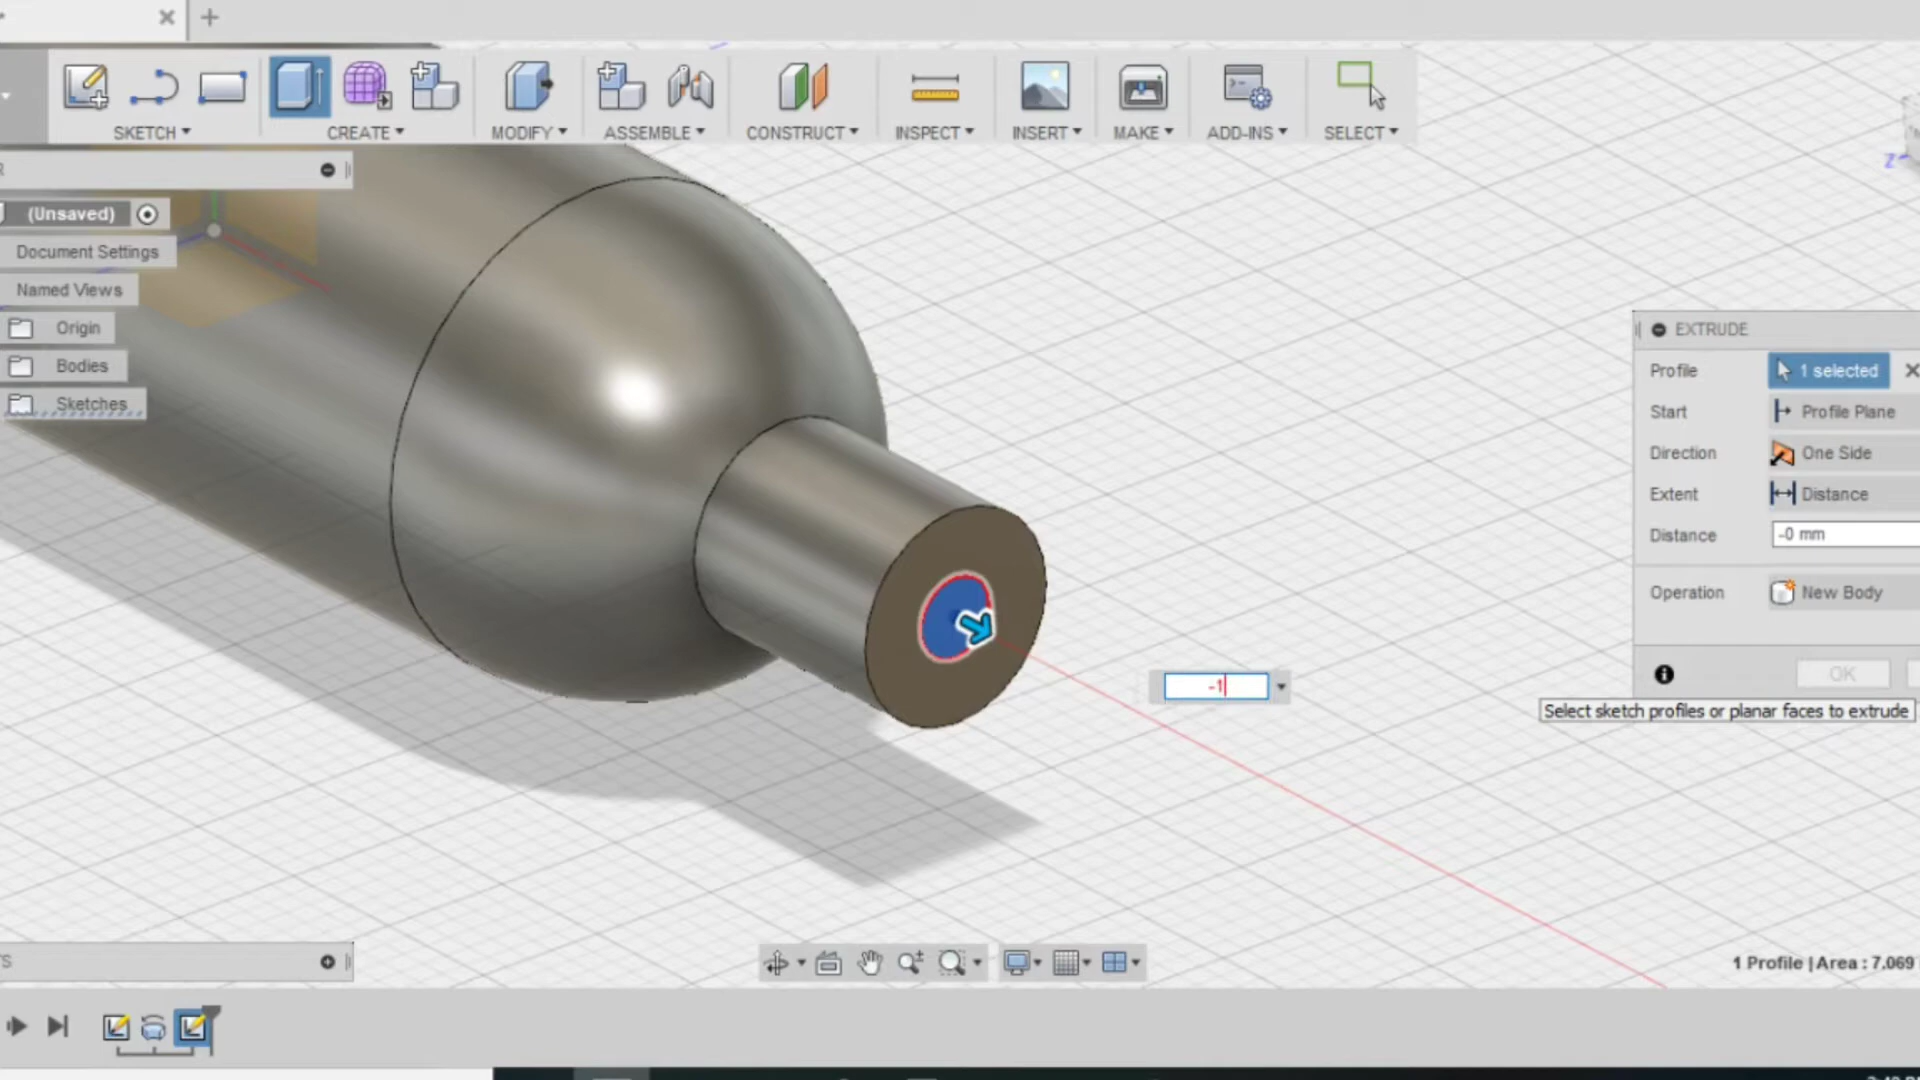 SKETCH CREATE MODIFY ASSEMBLE CONSTRUCT INSPECT INSERT MAKE ADD-INS SELECT
Z
(Unsaved)
Document Settings
Named Views
Origin
Bodies
Sketches
EXTRUDE
Profile 1 selected
Start Profile Plane
Direction One Side
Extent Distance
Distance -0 mm
Operation New Body
OK
-1
Select sketch profiles or planar faces to extrude
1 Profile | Area : 7.069